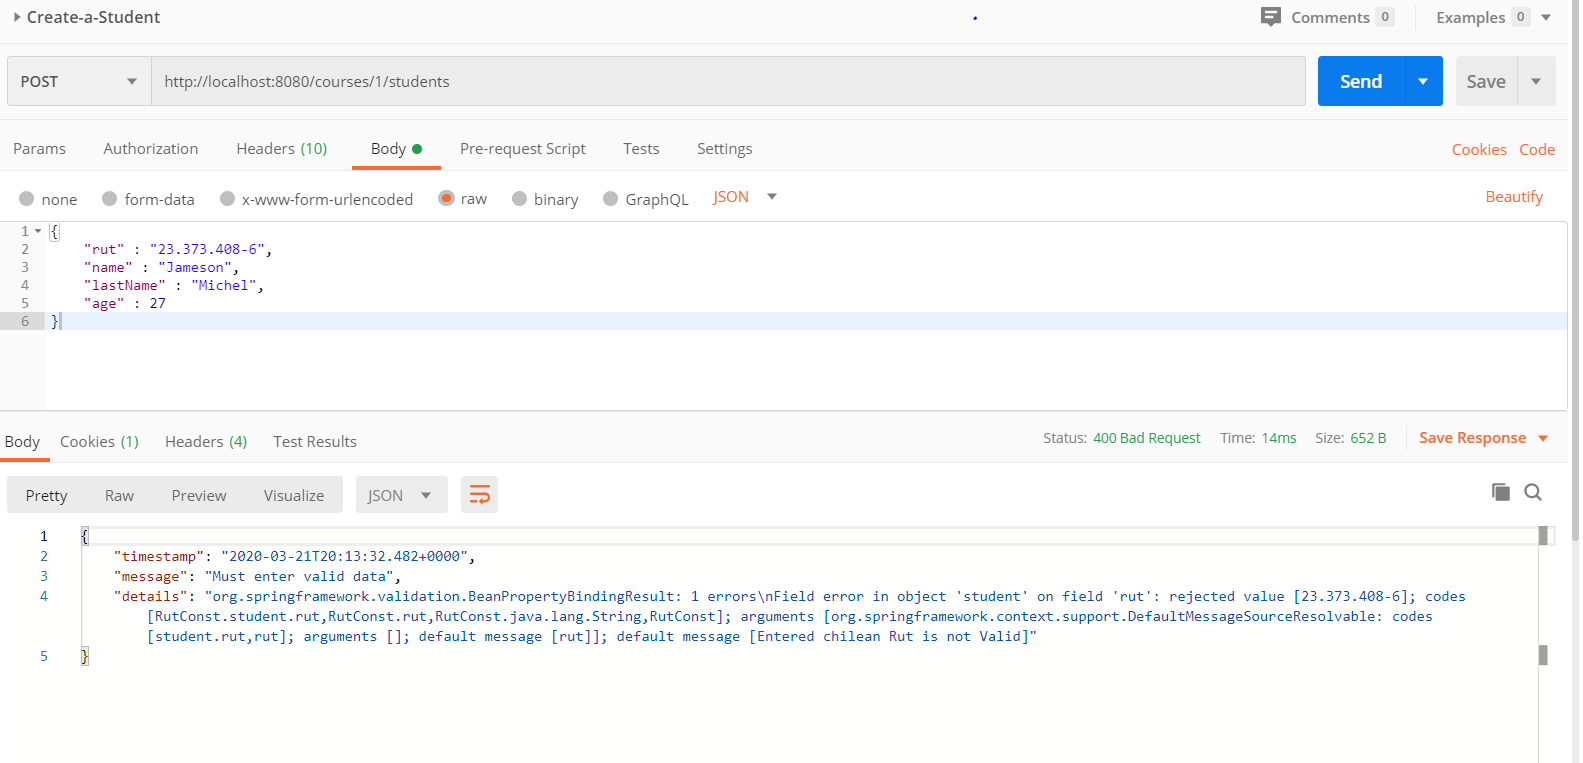 Create-a-Student Comments 0 Examples 0
POST http://localhost:8080/courses/1/students Send Save
Params Authorization Headers (10) Body Pre-request Script Tests Settings Cookies Code
none form-data x-www-form-urlencoded raw binary GraphQL JSON Beautify
1 {
2 "rut" : "23.373.408-6",
3 "name" : "Jameson",
4 "lastName" : "Michel",
5 "age" : 27
6 }
Body Cookies (1) Headers (4) Test Results Status: 400 Bad Request Time: 14ms Size: 652 B Save Response
Pretty Raw Preview Visualize JSON
1 {
2 "timestamp": "2020-03-21T20:13:32.482+0000",
3 "message": "Must enter valid data",
4 "details": "org.springframework.validation.BeanPropertyBindingResult: 1 errors\nField error in object 'student' on field 'rut': rejected value [23.373.408-6]; codes
[RutConst.student.rut,RutConst.rut,RutConst.java.lang.String,RutConst]; arguments [org.springframework.context.support.DefaultMessageSourceResolvable: codes
[student.rut,rut]; arguments []; default message [rut]]; default message [Entered chilean Rut is not Valid]"
5 }